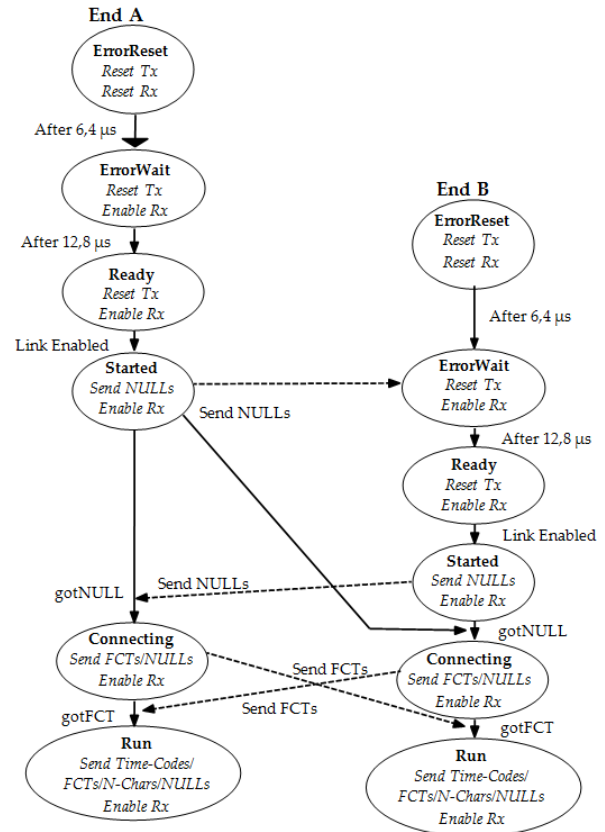 End A
ErrorReset
Reset Tx
Reset Rx
After 6,4 µs
ErrorWait
Reset Tx
Enable Rx
After 12,8 µs
Ready
Reset Tx
Enable Rx
Link Enabled
Started
Send NULLs
Enable Rx
Send NULLs
gotNULL
Connecting
Send FCTs/NULLs
Enable Rx
gotFCT
Run
Send Time-Codes/
FCTs/N-Chars/NULLs
Enable Rx
End B
ErrorReset
Reset Tx
Reset Rx
After 6,4 µs
ErrorWait
Reset Tx
Enable Rx
After 12,8 µs
Ready
Reset Tx
Enable Rx
Link Enabled
Started
Send NULLs
Enable Rx
Send NULLs
gotNULL
Connecting
Send FCTs/NULLs
Enable Rx
Send FCTs
Send FCTs
gotFCT
Run
Send Time-Codes/
FCTs/N-Chars/NULLs
Enable Rx